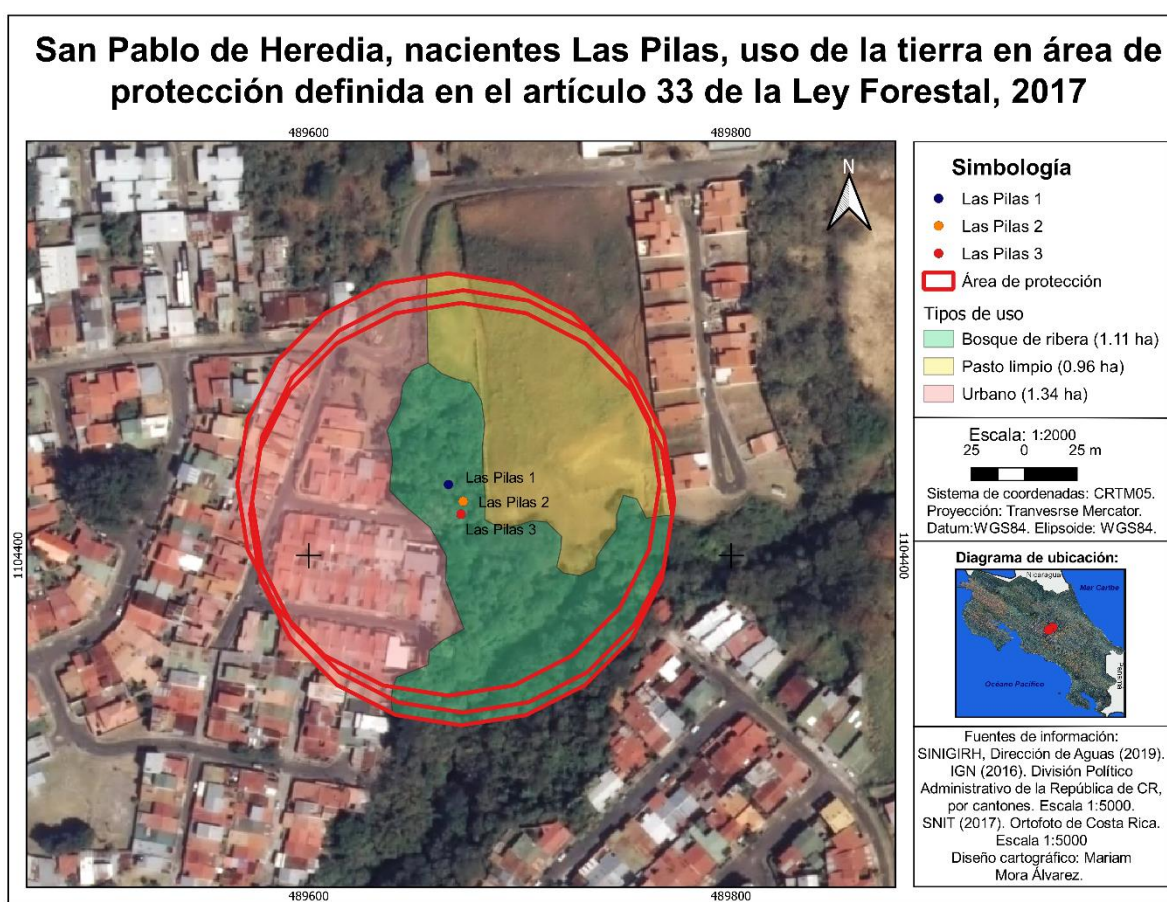 San Pablo de Heredia, nacientes Las Pilas, uso de la tierra en área de
protección definida en el artículo 33 de la Ley Forestal, 2017
489600
489800
N
1104400
1104400
Las Pilas 1
Las Pilas 2
Las Pilas 3
489600
489800
Simbología
Las Pilas 1
Las Pilas 2
Las Pilas 3
Área de protección
Tipos de uso
Bosque de ribera (1.11 ha)
Pasto limpio (0.96 ha)
Urbano (1.34 ha)
Escala: 1:2000
25 0 25 m
Sistema de coordenadas: CRTM05.
Proyección: Tranvesrse Mercator.
Datum:WGS84. Elipsoide: WGS84.
Diagrama de ubicación:
Nicaragua
Mar Caribe
Océano Pacífico
Panamá
Fuentes de información:
SINIGIRH, Dirección de Aguas (2019).
IGN (2016). División Político
Administrativo de la República de CR,
por cantones. Escala 1:5000.
SNIT (2017). Ortofoto de Costa Rica.
Escala 1:5000
Diseño cartográfico: Mariam
Mora Álvarez.